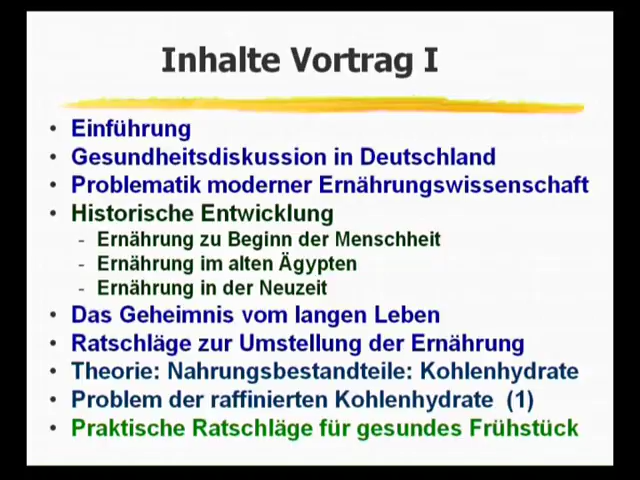 Inhalte Vortrag I
• Einführung
• Gesundheitsdiskussion in Deutschland
• Problematik moderner Ernährungswissenschaft
• Historische Entwicklung
- Ernährung zu Beginn der Menschheit
- Ernährung im alten Ägypten
- Ernährung in der Neuzeit
• Das Geheimnis vom langen Leben
• Ratschläge zur Umstellung der Ernährung
• Theorie: Nahrungsbestandteile: Kohlenhydrate
• Problem der raffinierten Kohlenhydrate (1)
• Praktische Ratschläge für gesundes Frühstück